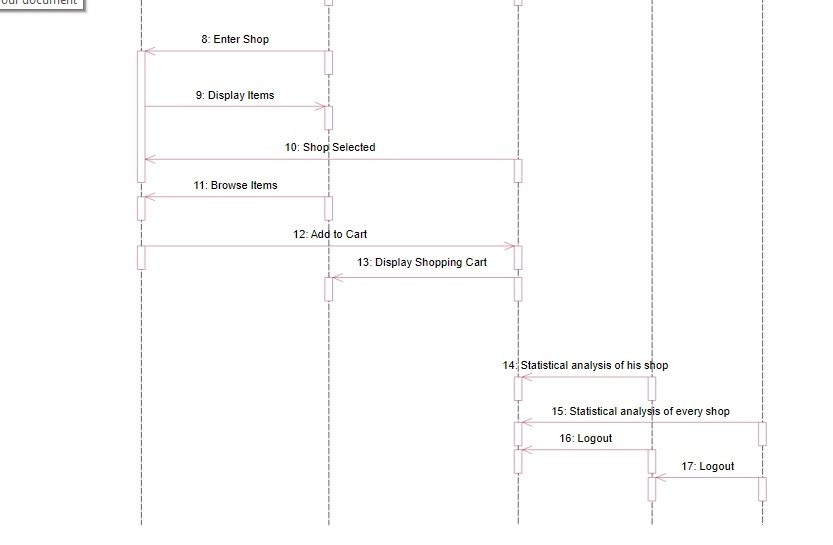 our document
8: Enter Shop
9: Display Items
10: Shop Selected
11: Browse Items
12: Add to Cart
13: Display Shopping Cart
14: Statistical analysis of his shop
15: Statistical analysis of every shop
16: Logout
17: Logout